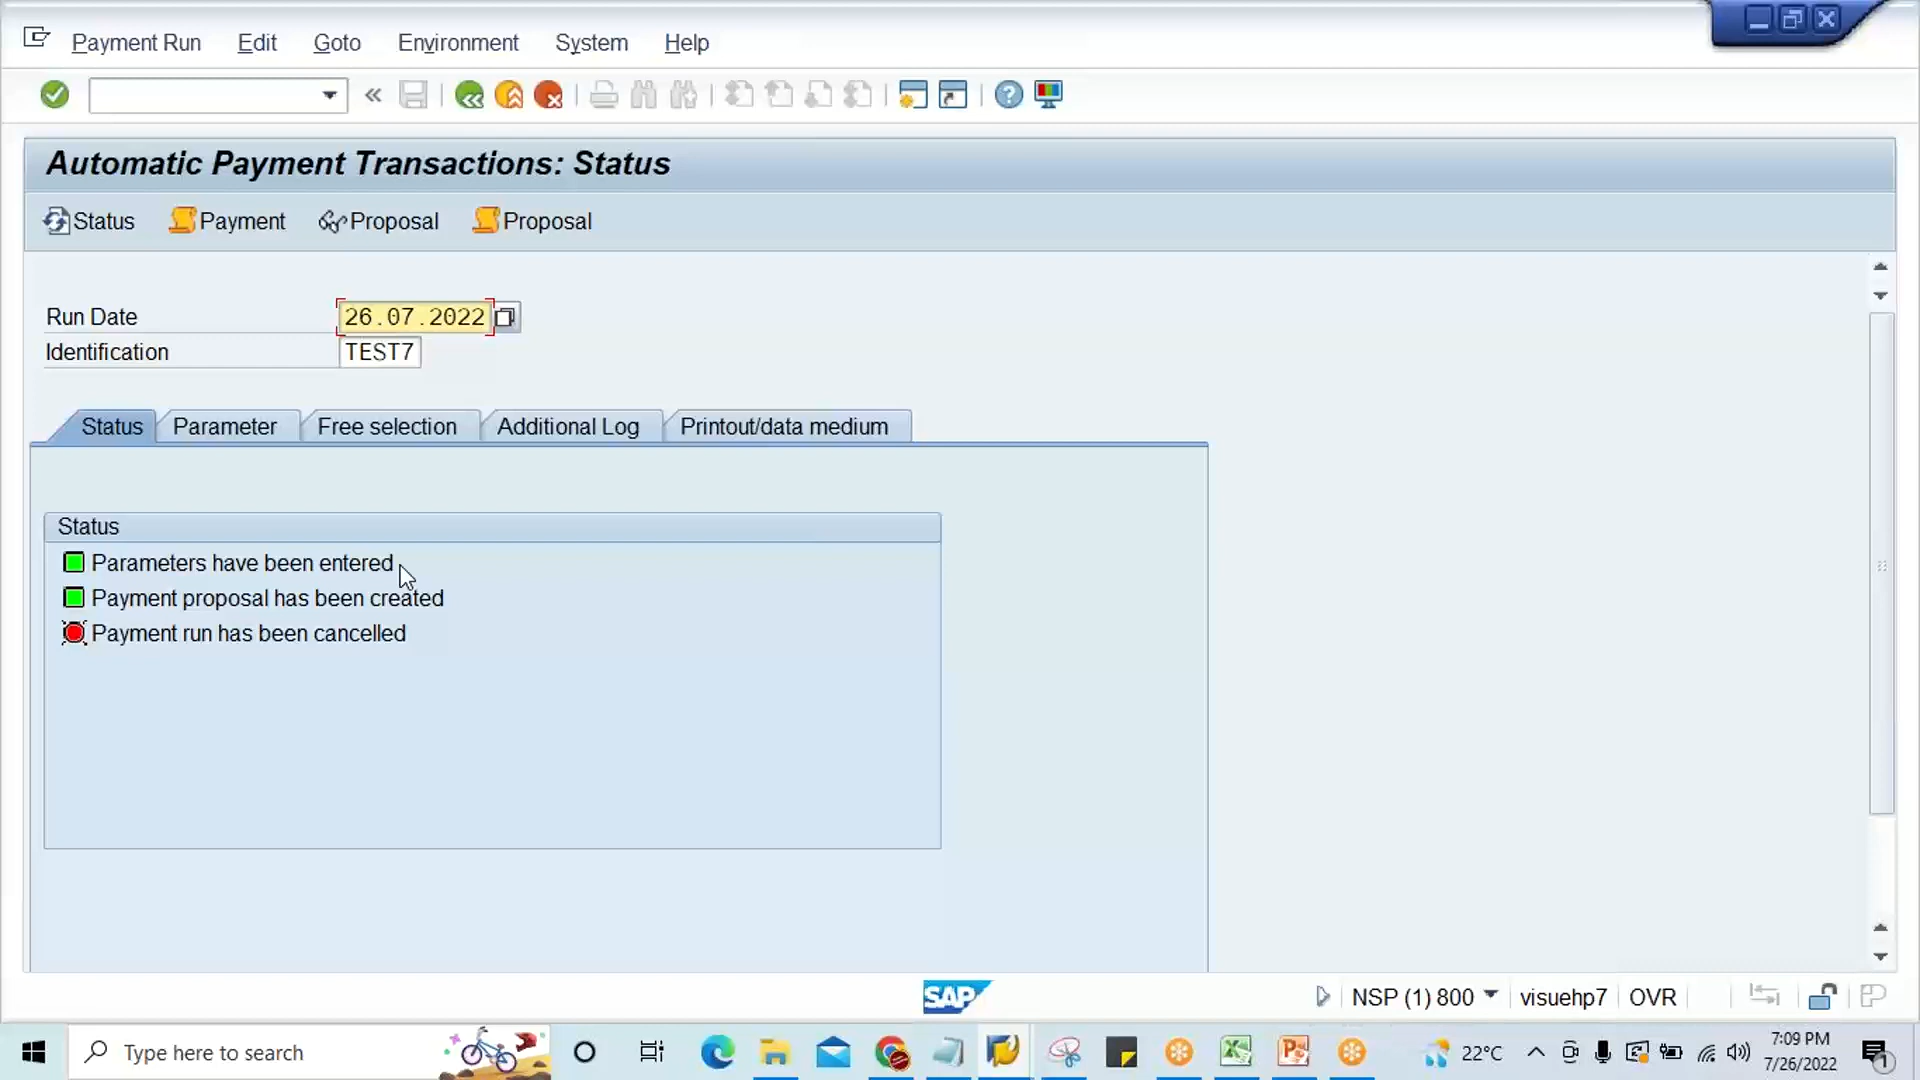 Payment Run Edit Goto Environment System Help
Automatic Payment Transactions: Status
Status Payment Proposal Proposal
Run Date 26.07.2022
Identification TEST7
Status Parameter Free selection Additional Log Printout/data medium
Status
Parameters have been entered
Payment proposal has been created
Payment run has been cancelled
SAP NSP (1) 800 visuehp7 OVR
Type here to search 22°C 7:09 PM
7/26/2022 1